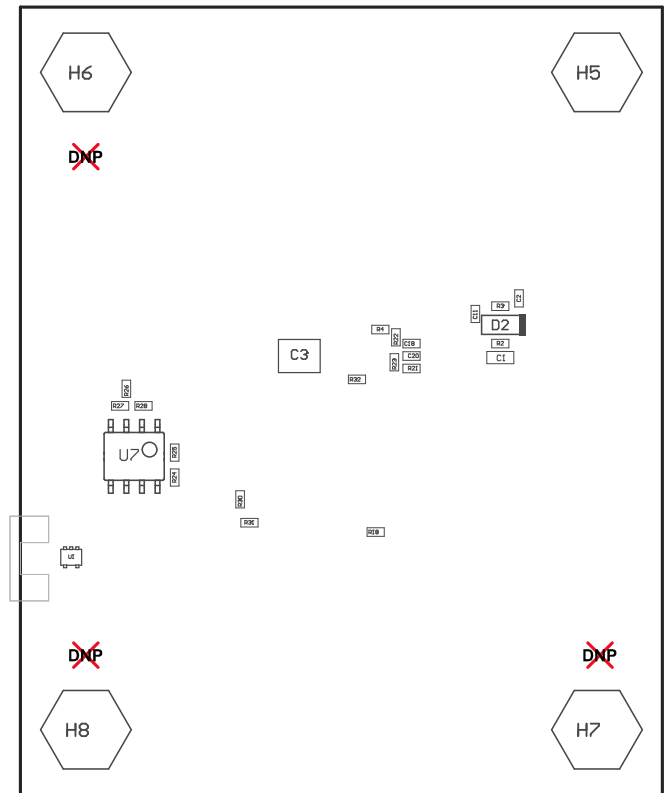 H6
H5
DNP
C2
R3
C11
D2
R4
R22
C18
R2
C3
C20
C1
R23
R21
R32
R26
R27
R28
U7
R25
R24
R30
R31
R18
U1
DNP
DNP
H8
H7